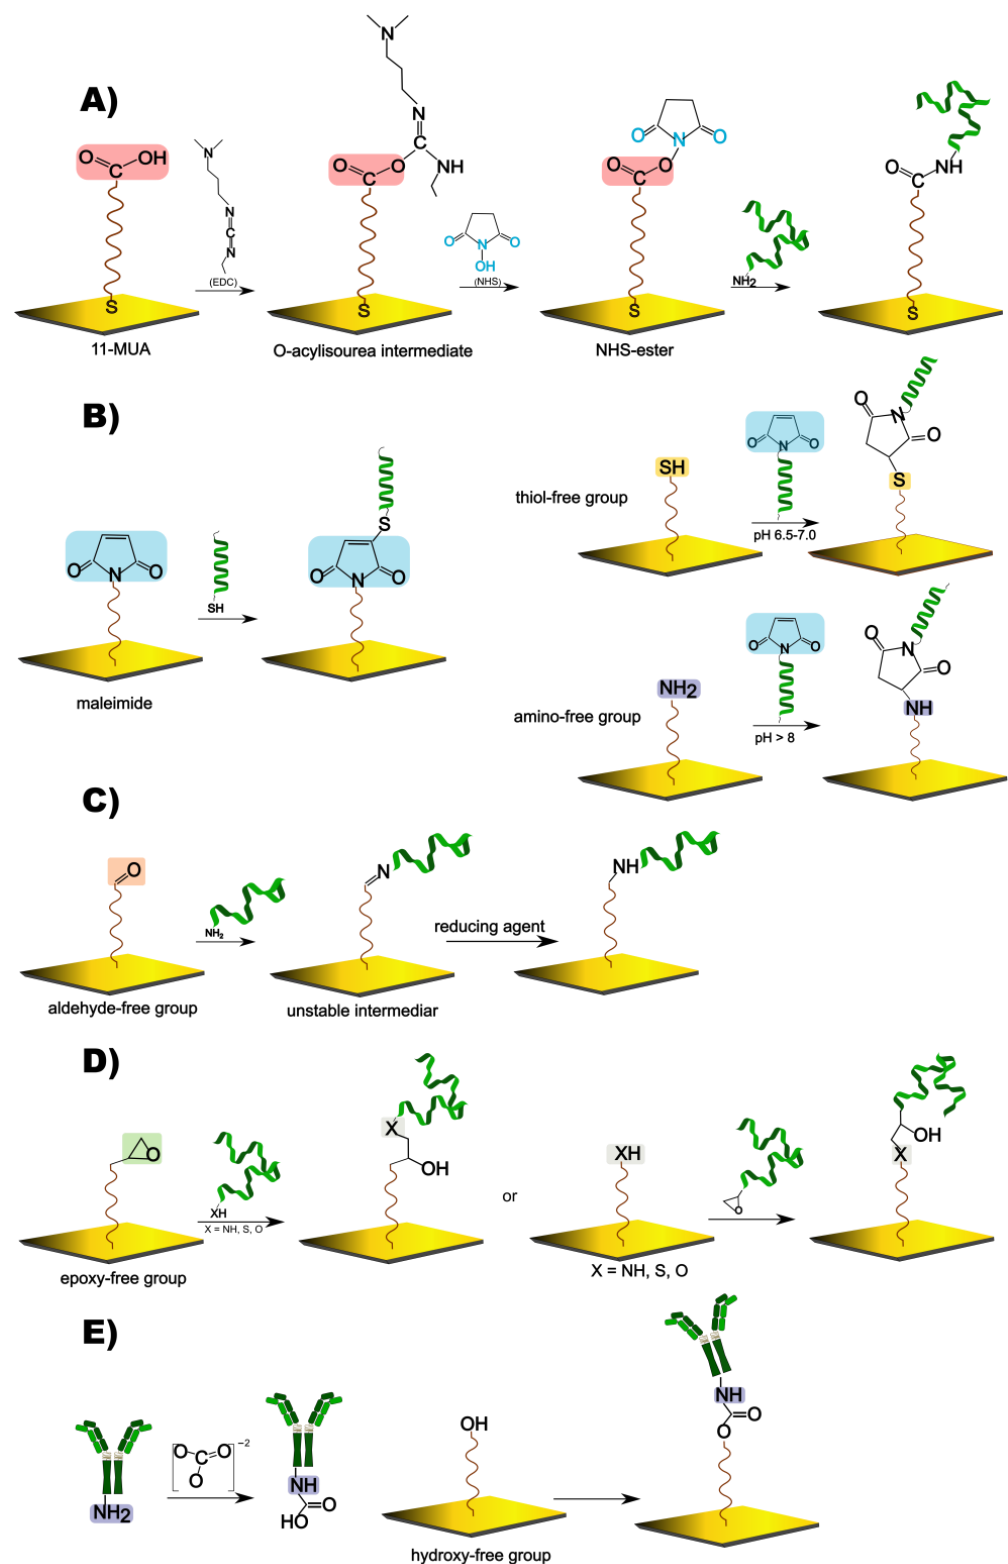 A)
N
N
C
O
N
O
O
N
NH
C
O
OH
C
N
C
N
O
O
C
O
N
O
OH
O
O
C
NH
C
O
NH2
S
(EDC)
S
(NHS)
S
S
11-MUA
O-acylisourea intermediate
NHS-ester
B)
O
N
O
SH
O
N
O
S
thiol-free group
pH 6.5-7.0
S
O
N
O
SH
O
N
O
maleimide
NH2
O
N
O
amino-free group
pH > 8
O
N
O
NH
C)
O
NH2
N
NH
reducing agent
aldehyde-free group
unstable intermediar
D)
O
XH
X = NH, S, O
X
OH
or
XH
O
OH
X
epoxy-free group
X = NH, S, O
E)
NH2
O
C
O
O
−2
NH
O
HO
OH
NH
O
O
hydroxy-free group